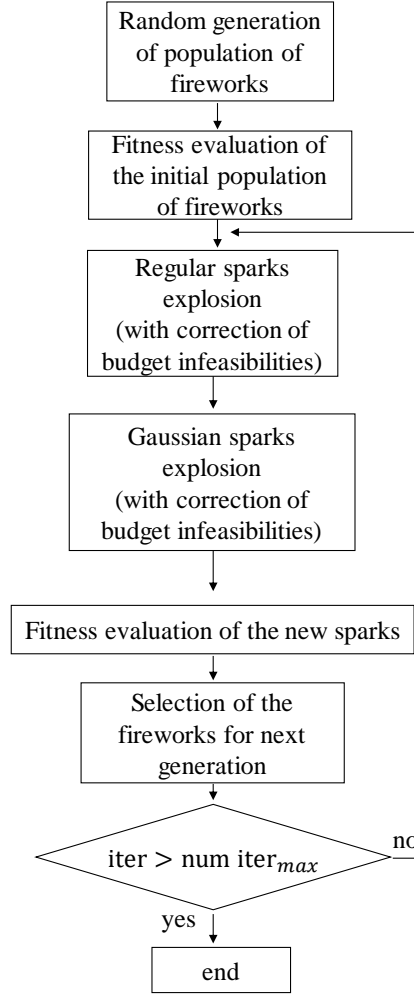 Random generation
of population of
fireworks
Fitness evaluation of
the initial population
of fireworks
Regular sparks
explosion
(with correction of
budget infeasibilities)
Gaussian sparks
explosion
(with correction of
budget infeasibilities)
Fitness evaluation of the new sparks
Selection of the
fireworks for next
generation
iter > num iter_max
no
yes
end